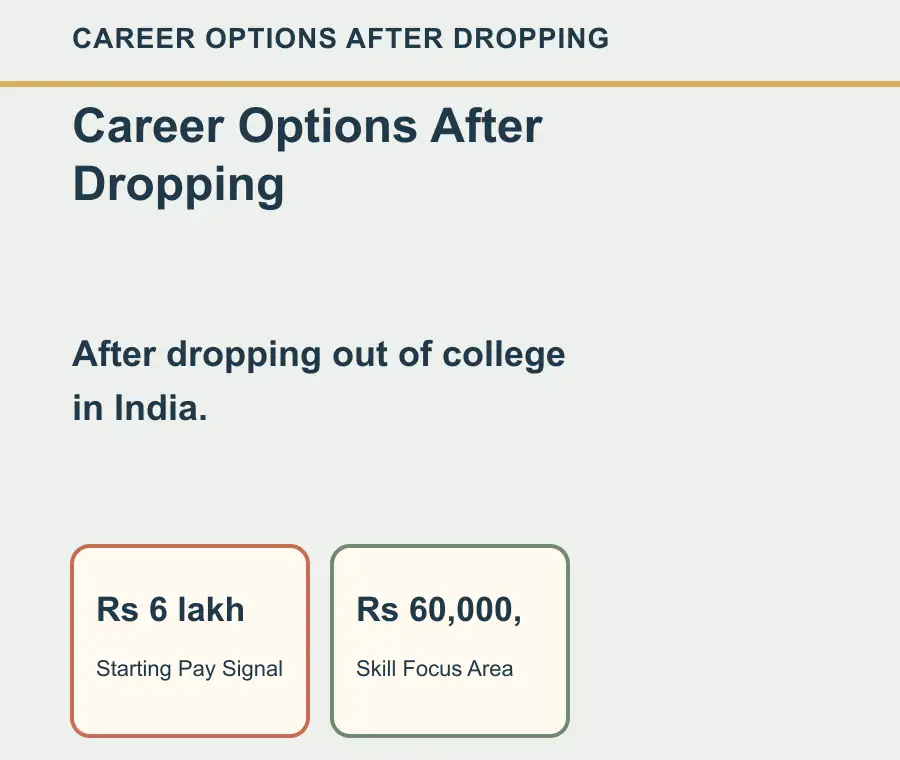 CAREER OPTIONS AFTER DROPPING
Career Options After
Dropping
After dropping out of college
in India.
Rs 6 lakh
Starting Pay Signal
Rs 60,000,
Skill Focus Area